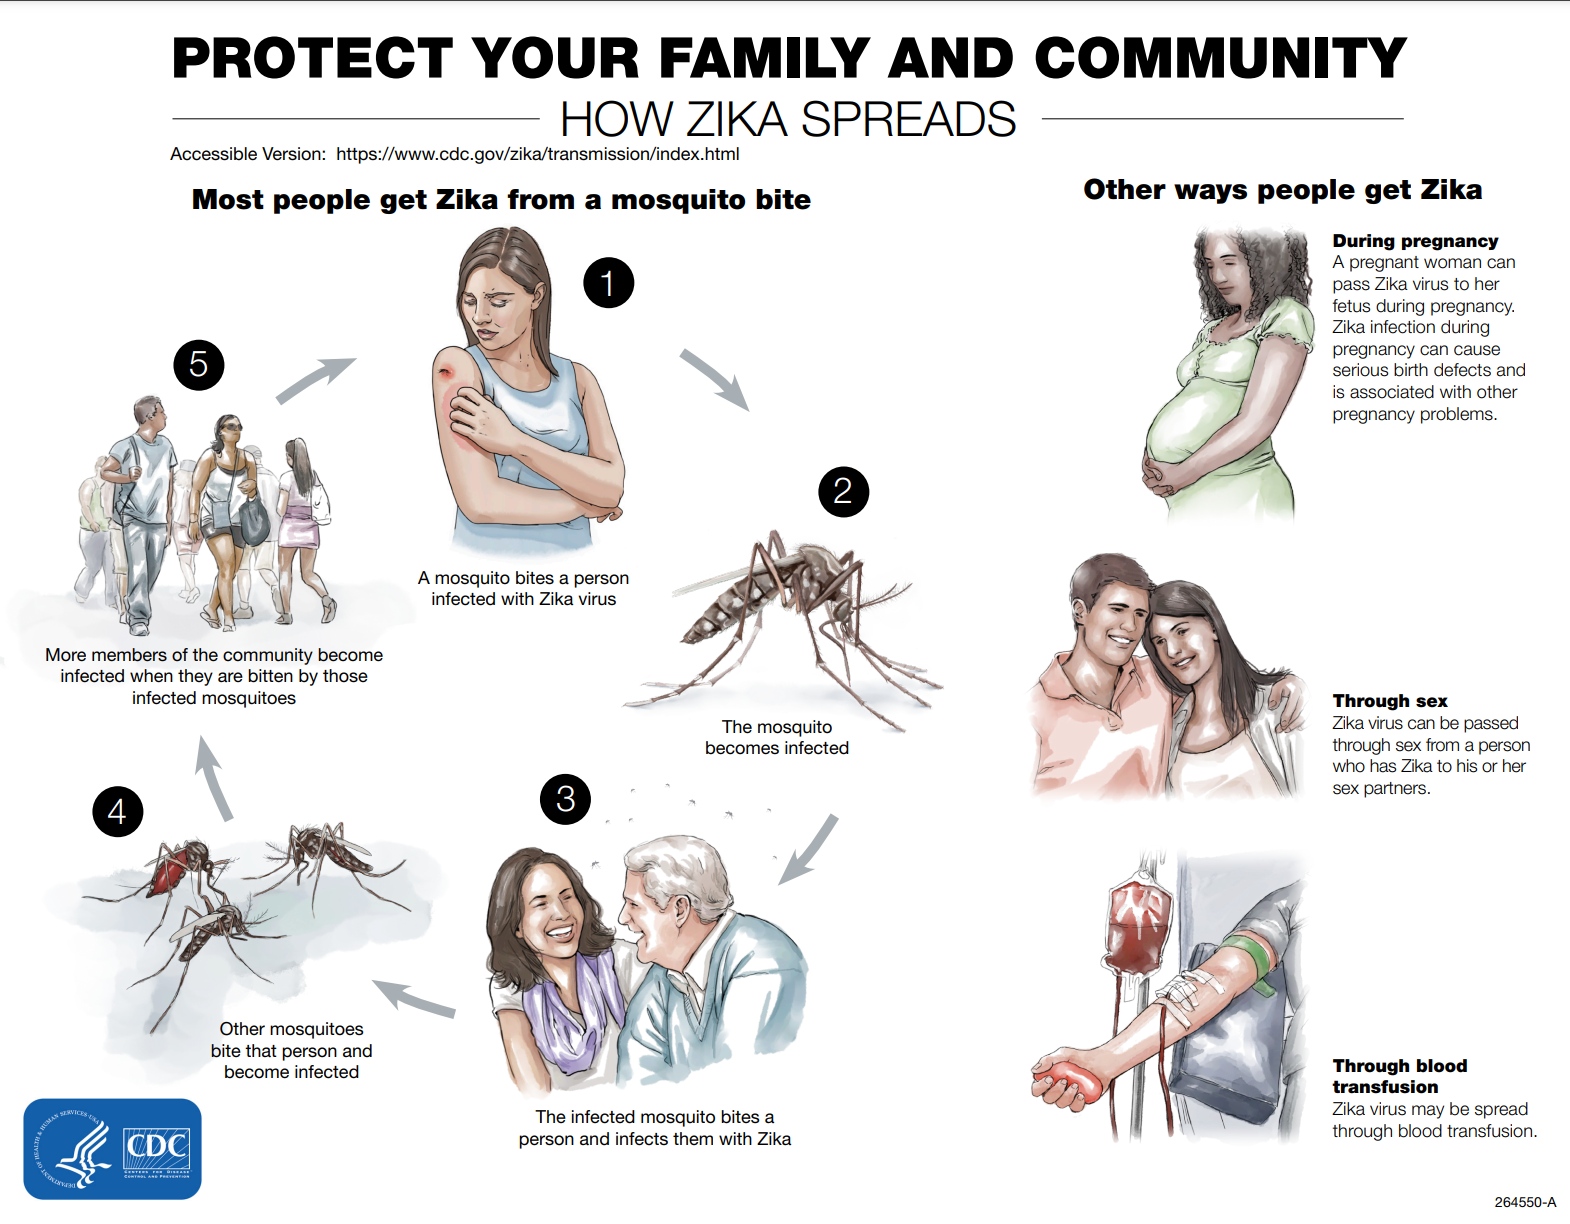 PROTECT YOUR FAMILY AND COMMUNITY
HOW ZIKA SPREADS
Accessible Version: https://www.cdc.gov/zika/transmission/index.html
Most people get Zika from a mosquito bite
1
A mosquito bites a person
infected with Zika virus
2
The mosquito
becomes infected
3
The infected mosquito bites a
person and infects them with Zika
4
Other mosquitoes
bite that person and
become infected
5
More members of the community become
infected when they are bitten by those
infected mosquitoes
Other ways people get Zika
During pregnancy
A pregnant woman can
pass Zika virus to her
fetus during pregnancy.
Zika infection during
pregnancy can cause
serious birth defects and
is associated with other
pregnancy problems.
Through sex
Zika virus can be passed
through sex from a person
who has Zika to his or her
sex partners.
Through blood
transfusion
Zika virus may be spread
through blood transfusion.
DEPARTMENT OF HEALTH & HUMAN SERVICES · USA
CDC
CENTERS FOR DISEASE
CONTROL AND PREVENTION
264550-A